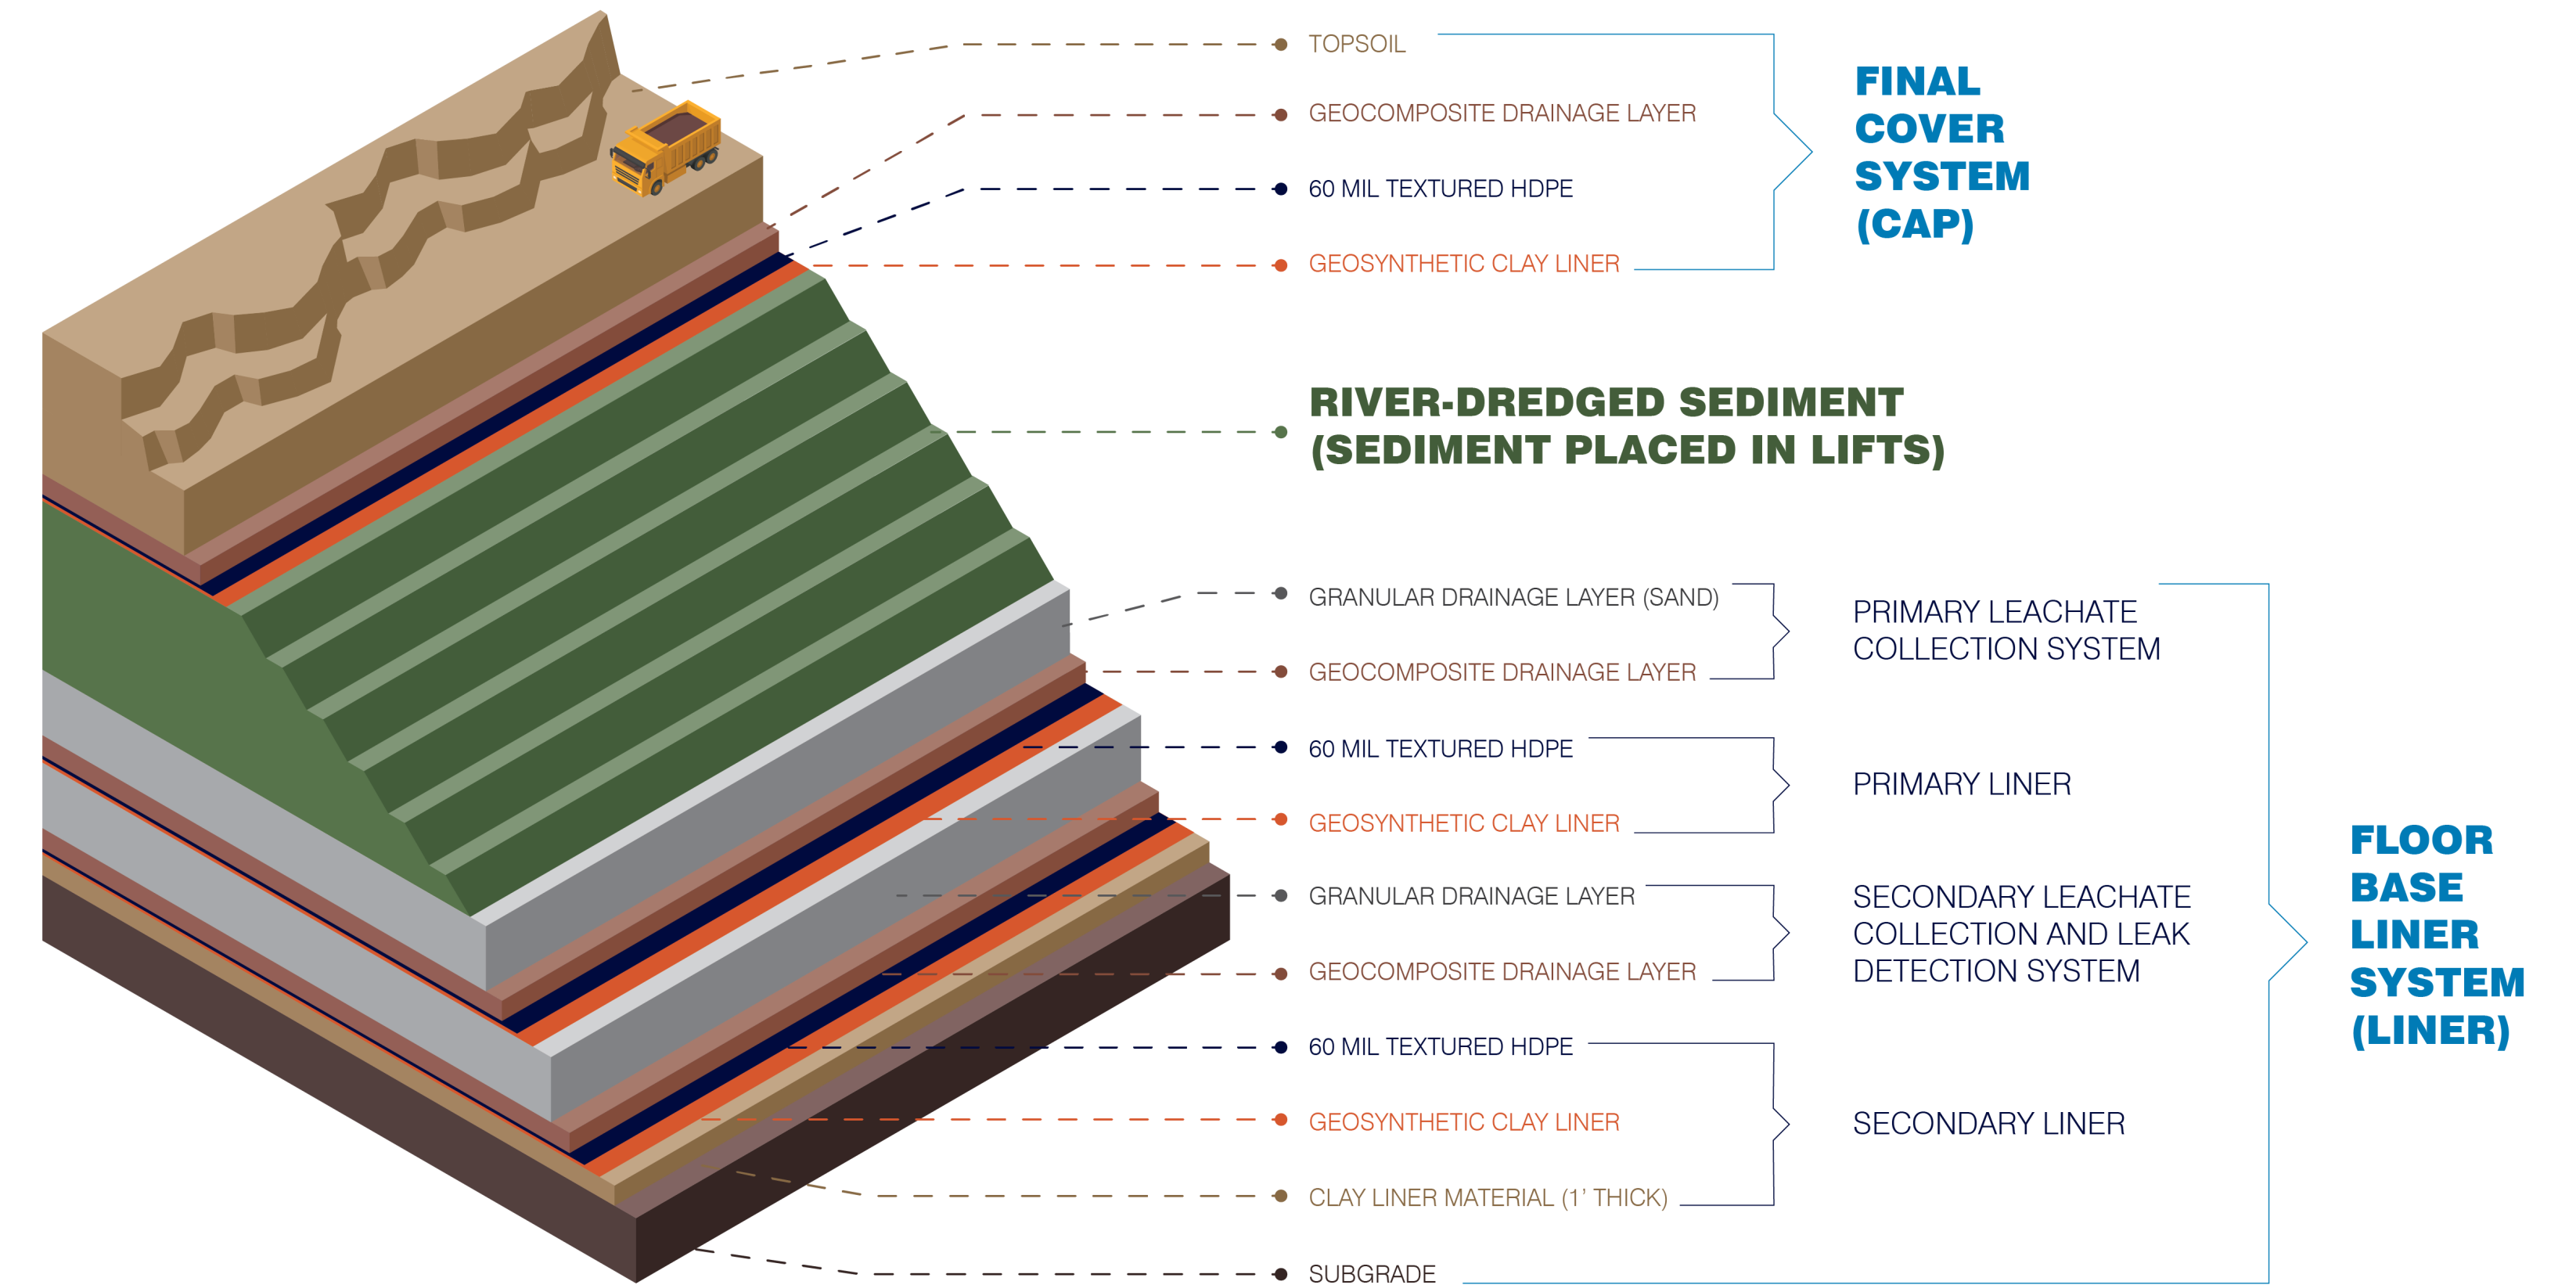 TOPSOIL
GEOCOMPOSITE DRAINAGE LAYER
60 MIL TEXTURED HDPE
GEOSYNTHETIC CLAY LINER
FINAL
COVER
SYSTEM
(CAP)
RIVER-DREDGED SEDIMENT
(SEDIMENT PLACED IN LIFTS)
GRANULAR DRAINAGE LAYER (SAND)
GEOCOMPOSITE DRAINAGE LAYER
PRIMARY LEACHATE
COLLECTION SYSTEM
60 MIL TEXTURED HDPE
GEOSYNTHETIC CLAY LINER
PRIMARY LINER
GRANULAR DRAINAGE LAYER
GEOCOMPOSITE DRAINAGE LAYER
SECONDARY LEACHATE
COLLECTION AND LEAK
DETECTION SYSTEM
60 MIL TEXTURED HDPE
GEOSYNTHETIC CLAY LINER
CLAY LINER MATERIAL (1’ THICK)
SECONDARY LINER
SUBGRADE
FLOOR
BASE
LINER
SYSTEM
(LINER)